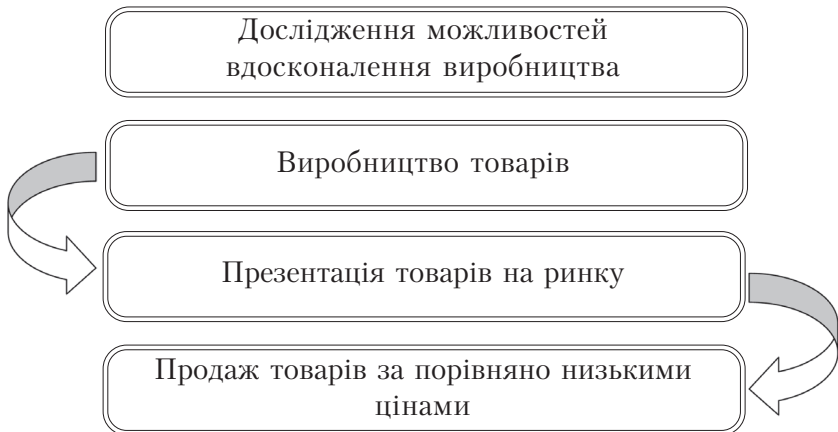 Дослідження можливостей
вдосконалення виробництва
Виробництво товарів
Презентація товарів на ринку
Продаж товарів за порівняно низькими
цінами